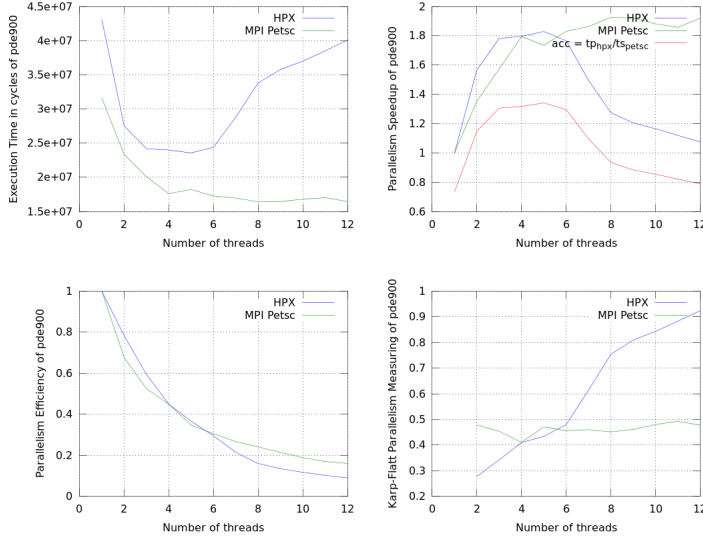 Execution Time in cycles of pde900
4.5e+07
4e+07
3.5e+07
3e+07
2.5e+07
2e+07
1.5e+07
HPX
MPI Petsc
0 2 4 6 8 10 12
Number of threads
Parallelism Speedup of pde900
2
1.8
1.6
1.4
1.2
1
0.8
0.6
HPX
MPI Petsc
acc = tphpx/tspetsc
0 2 4 6 8 10 12
Number of threads
Parallelism Efficiency of pde900
1
0.8
0.6
0.4
0.2
0
HPX
MPI Petsc
0 2 4 6 8 10 12
Number of threads
Karp-Flatt Parallelism Measuring of pde900
1
0.9
0.8
0.7
0.6
0.5
0.4
0.3
0.2
HPX
MPI Petsc
0 2 4 6 8 10 12
Number of threads